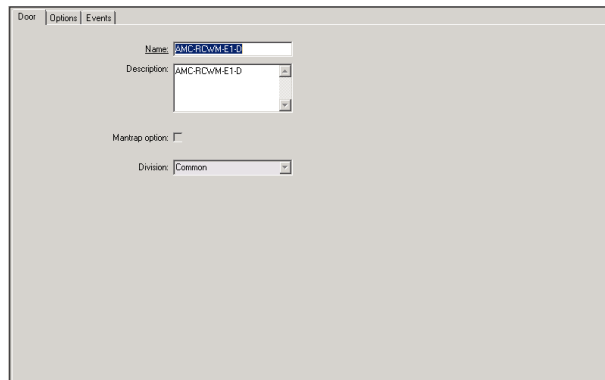 Door Options Events
Name: AMC-RCWM-E1-D
Description: AMC-RCWM-E1-D
Mantrap option:
Division: Common